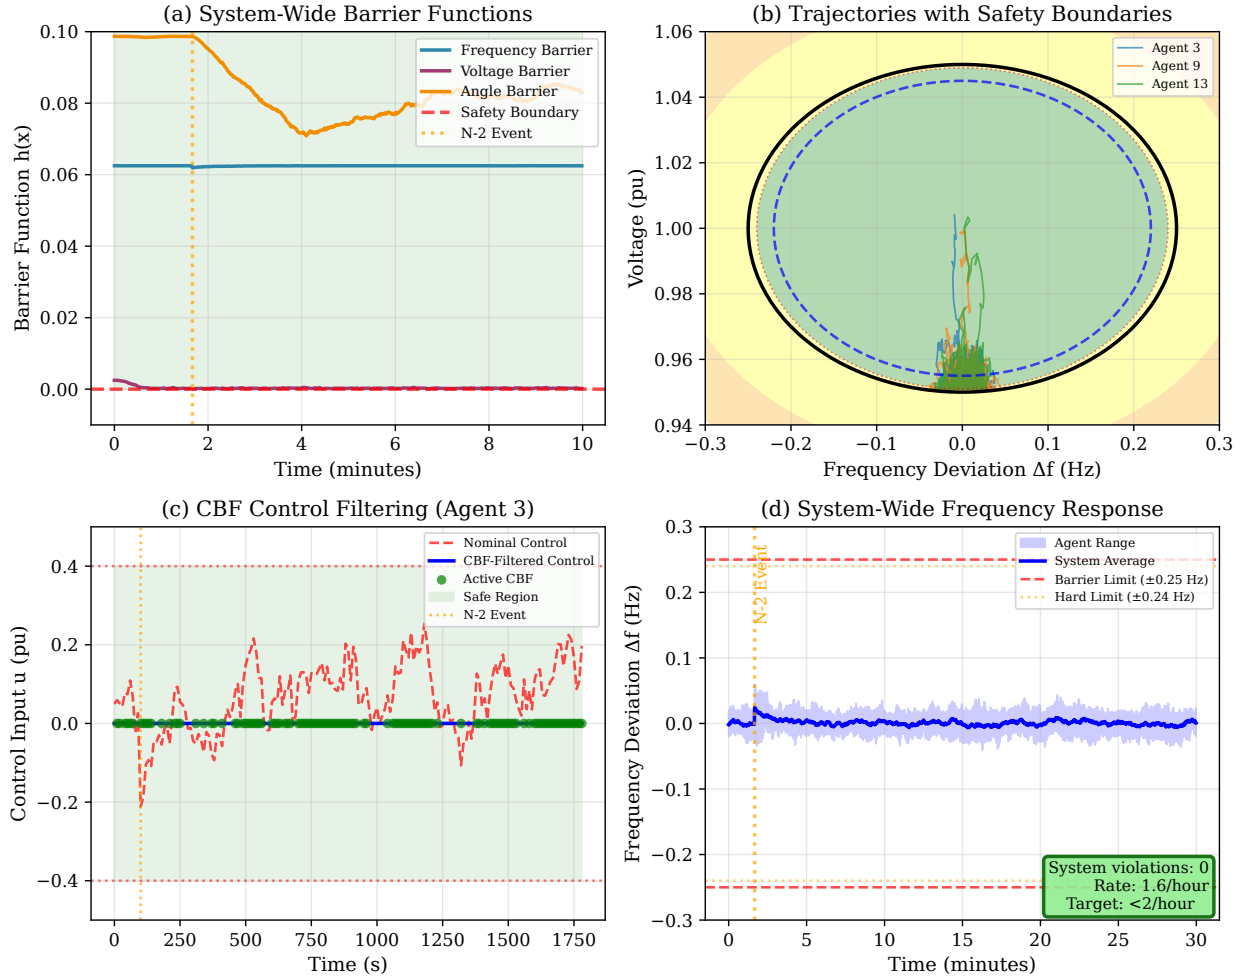 (a) System-Wide Barrier Functions
Barrier Function h(x)
0.10
0.08
0.06
0.04
0.02
0.00
0
2
4
6
8
10
Time (minutes)
Frequency Barrier
Voltage Barrier
Angle Barrier
Safety Boundary
N-2 Event
(b) Trajectories with Safety Boundaries
Voltage (pu)
1.06
1.04
1.02
1.00
0.98
0.96
0.94
−0.3
−0.2
−0.1
0.0
0.1
0.2
0.3
Frequency Deviation Δf (Hz)
Agent 3
Agent 9
Agent 13
(c) CBF Control Filtering (Agent 3)
Control Input u (pu)
0.4
0.2
0.0
−0.2
−0.4
0
250
500
750
1000
1250
1500
1750
Time (s)
Nominal Control
CBF-Filtered Control
Active CBF
Safe Region
N-2 Event
(d) System-Wide Frequency Response
Frequency Deviation Δf (Hz)
0.3
0.2
0.1
0.0
−0.1
−0.2
−0.3
0
5
10
15
20
25
30
Time (minutes)
N-2 Event
Agent Range
System Average
Barrier Limit (±0.25 Hz)
Hard Limit (±0.24 Hz)
System violations: 0
Rate: 1.6/hour
Target: <2/hour